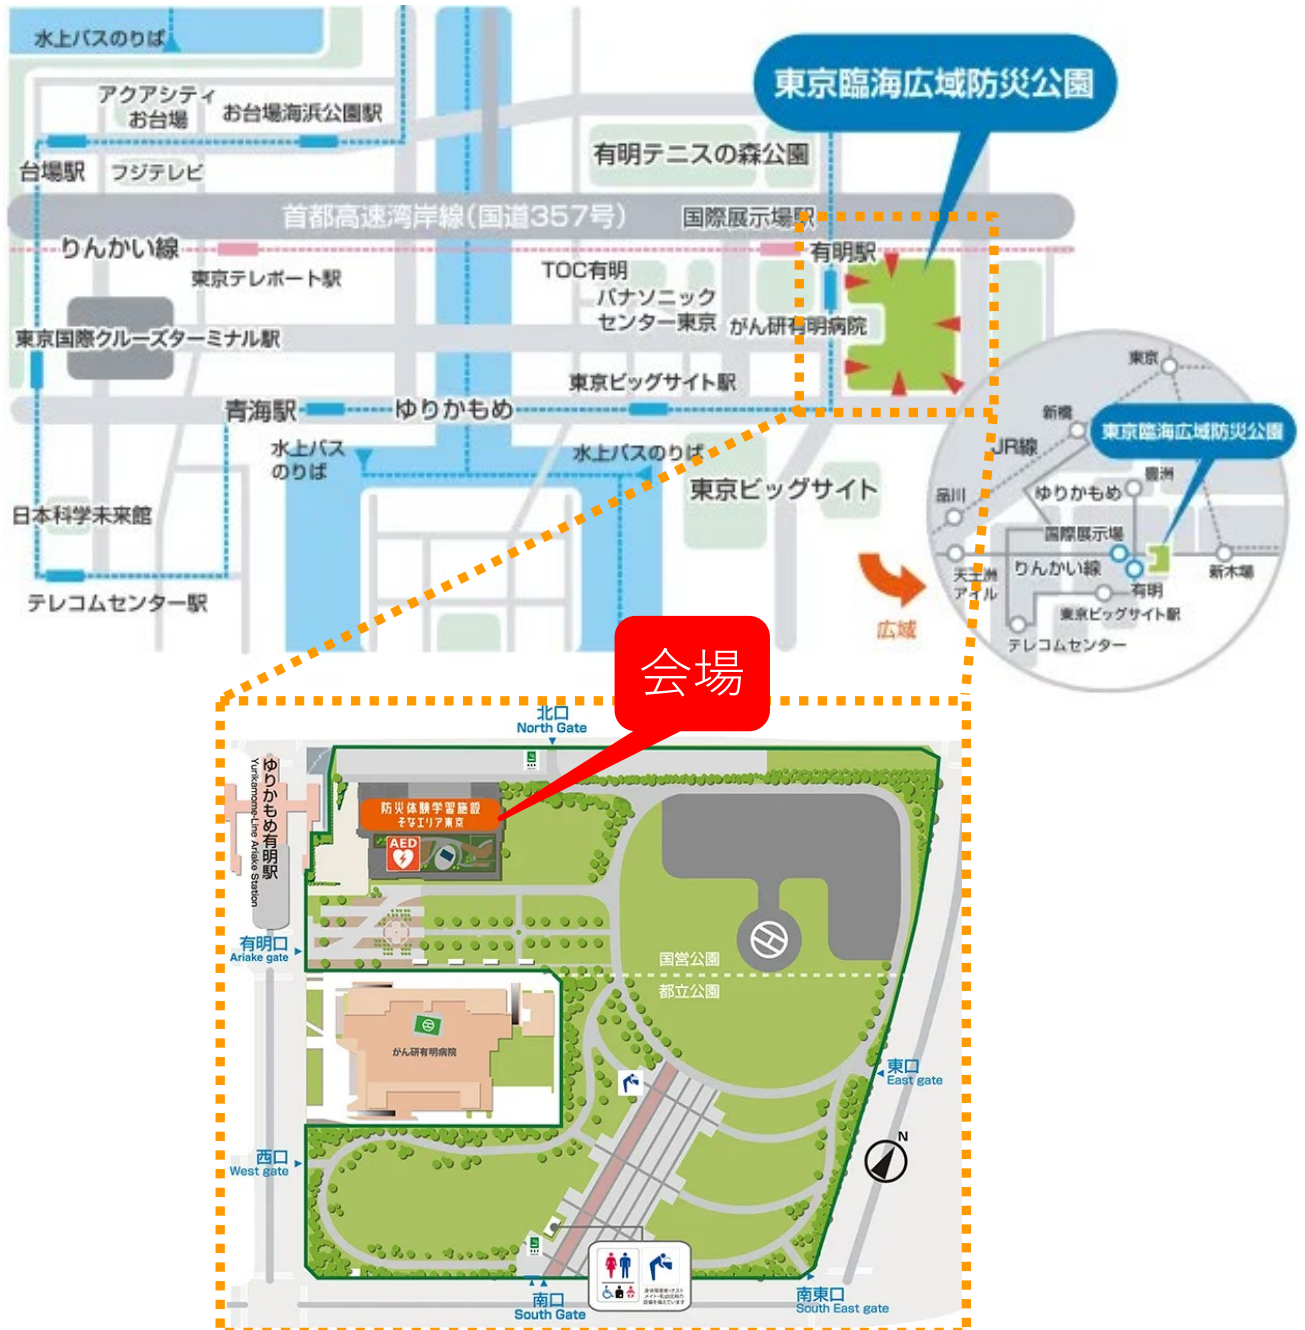 水上バスのりば
アクアシティ
お台場
お台場海浜公園駅
台場駅
フジテレビ
東京臨海広域防災公園
有明テニスの森公園
首都高速湾岸線(国道357号)
国際展示場駅
りんかい線
東京テレポート駅
有明駅
TOC有明
パナソニック
センター東京
がん研有明病院
東京国際クルーズターミナル駅
東京ビッグサイト駅
青海駅
ゆりかもめ
水上バス
のりば
水上バスのりば
東京ビッグサイト
日本科学未来館
テレコムセンター駅
東京
新橋
JR線
東京臨海広域防災公園
豊洲
ゆりかもめ
品川
国際展示場
りんかい線
天王洲
アイル
有明
新木場
東京ビッグサイト駅
テレコムセンター
広域
会場
北口
North Gate
ゆりかもめ有明駅
Yurikamome-Line Ariake Station
防災体験学習施設
そなエリア東京
AED
有明口
Ariake gate
国営公園
都立公園
がん研有明病院
東口
East gate
N
西口
West gate
南口
South Gate
南東口
South East gate